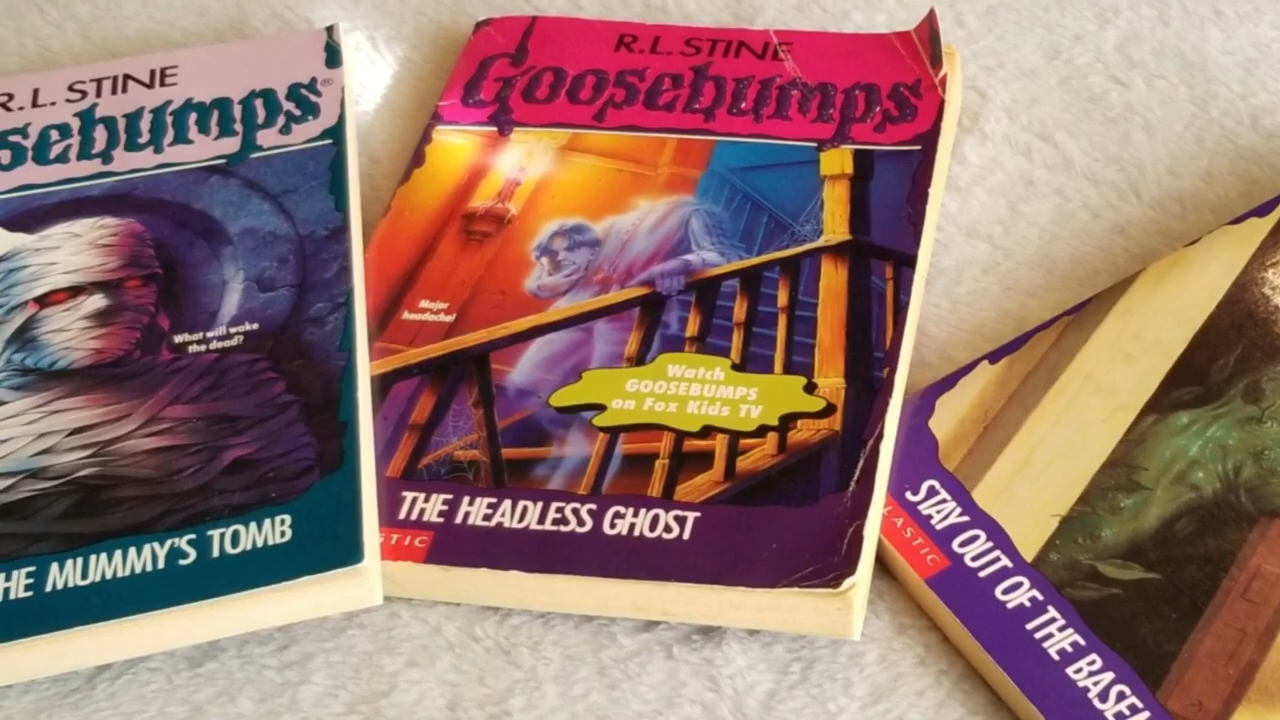 R.L. STINE
sebumps®
What will wake
the dead?
HE MUMMY'S TOMB
R.L. STINE
Goosebumps
Major
headache!
Watch
GOOSEBUMPS
on Fox Kids TV
THE HEADLESS GHOST
STIC
STAY OUT OF THE BASEM
LASTIC